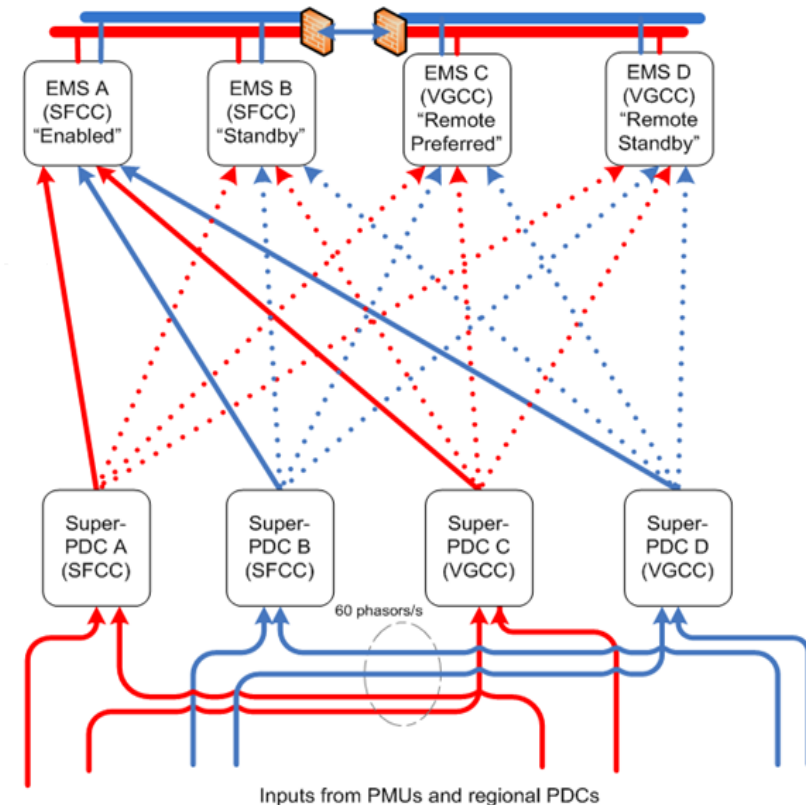 EMS A
(SFCC)
“Enabled”
EMS B
(SFCC)
“Standby”
EMS C
(VGCC)
“Remote
Preferred”
EMS D
(VGCC)
“Remote
Standby”
Super-
PDC A
(SFCC)
Super-
PDC B
(SFCC)
Super-
PDC C
(VGCC)
Super-
PDC D
(VGCC)
60 phasors/s
Inputs from PMUs and regional PDCs